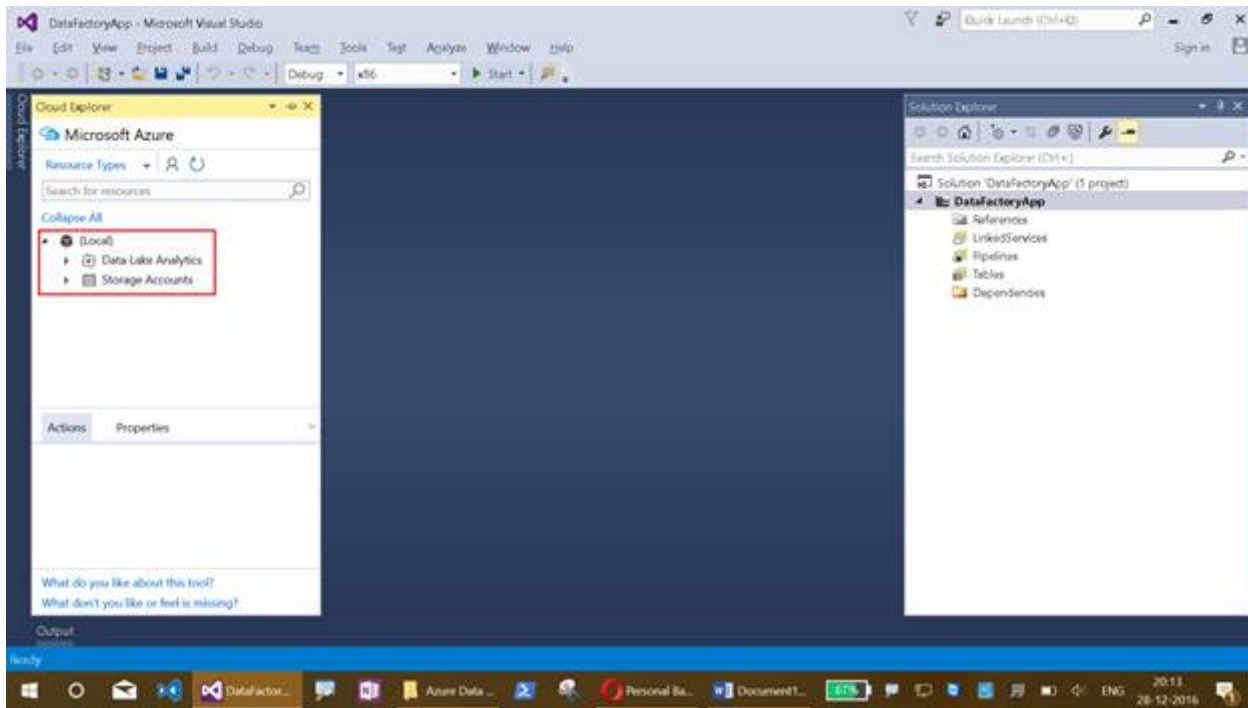 DataFactoryApp - Microsoft Visual Studio
Quick Launch (Ctrl+Q)
File Edit View Project Build Debug Team Tools Test Analyze Window Help
Sign in
Debug x86 Start
Cloud Explorer
Cloud Explorer
Microsoft Azure
Resource Types
Search for resources
Collapse All
(Local)
Data Lake Analytics
Storage Accounts
Actions Properties
What do you like about this tool?
What don't you like or feel is missing?
Solution Explorer
Search Solution Explorer (Ctrl+;)
Solution 'DataFactoryApp' (1 project)
DataFactoryApp
References
LinkedServices
Pipelines
Tables
Dependencies
Output
Ready
DataFactor...
Azure Data ...
Personal Ba...
Document1...
67%
ENG
20:13
28-12-2016